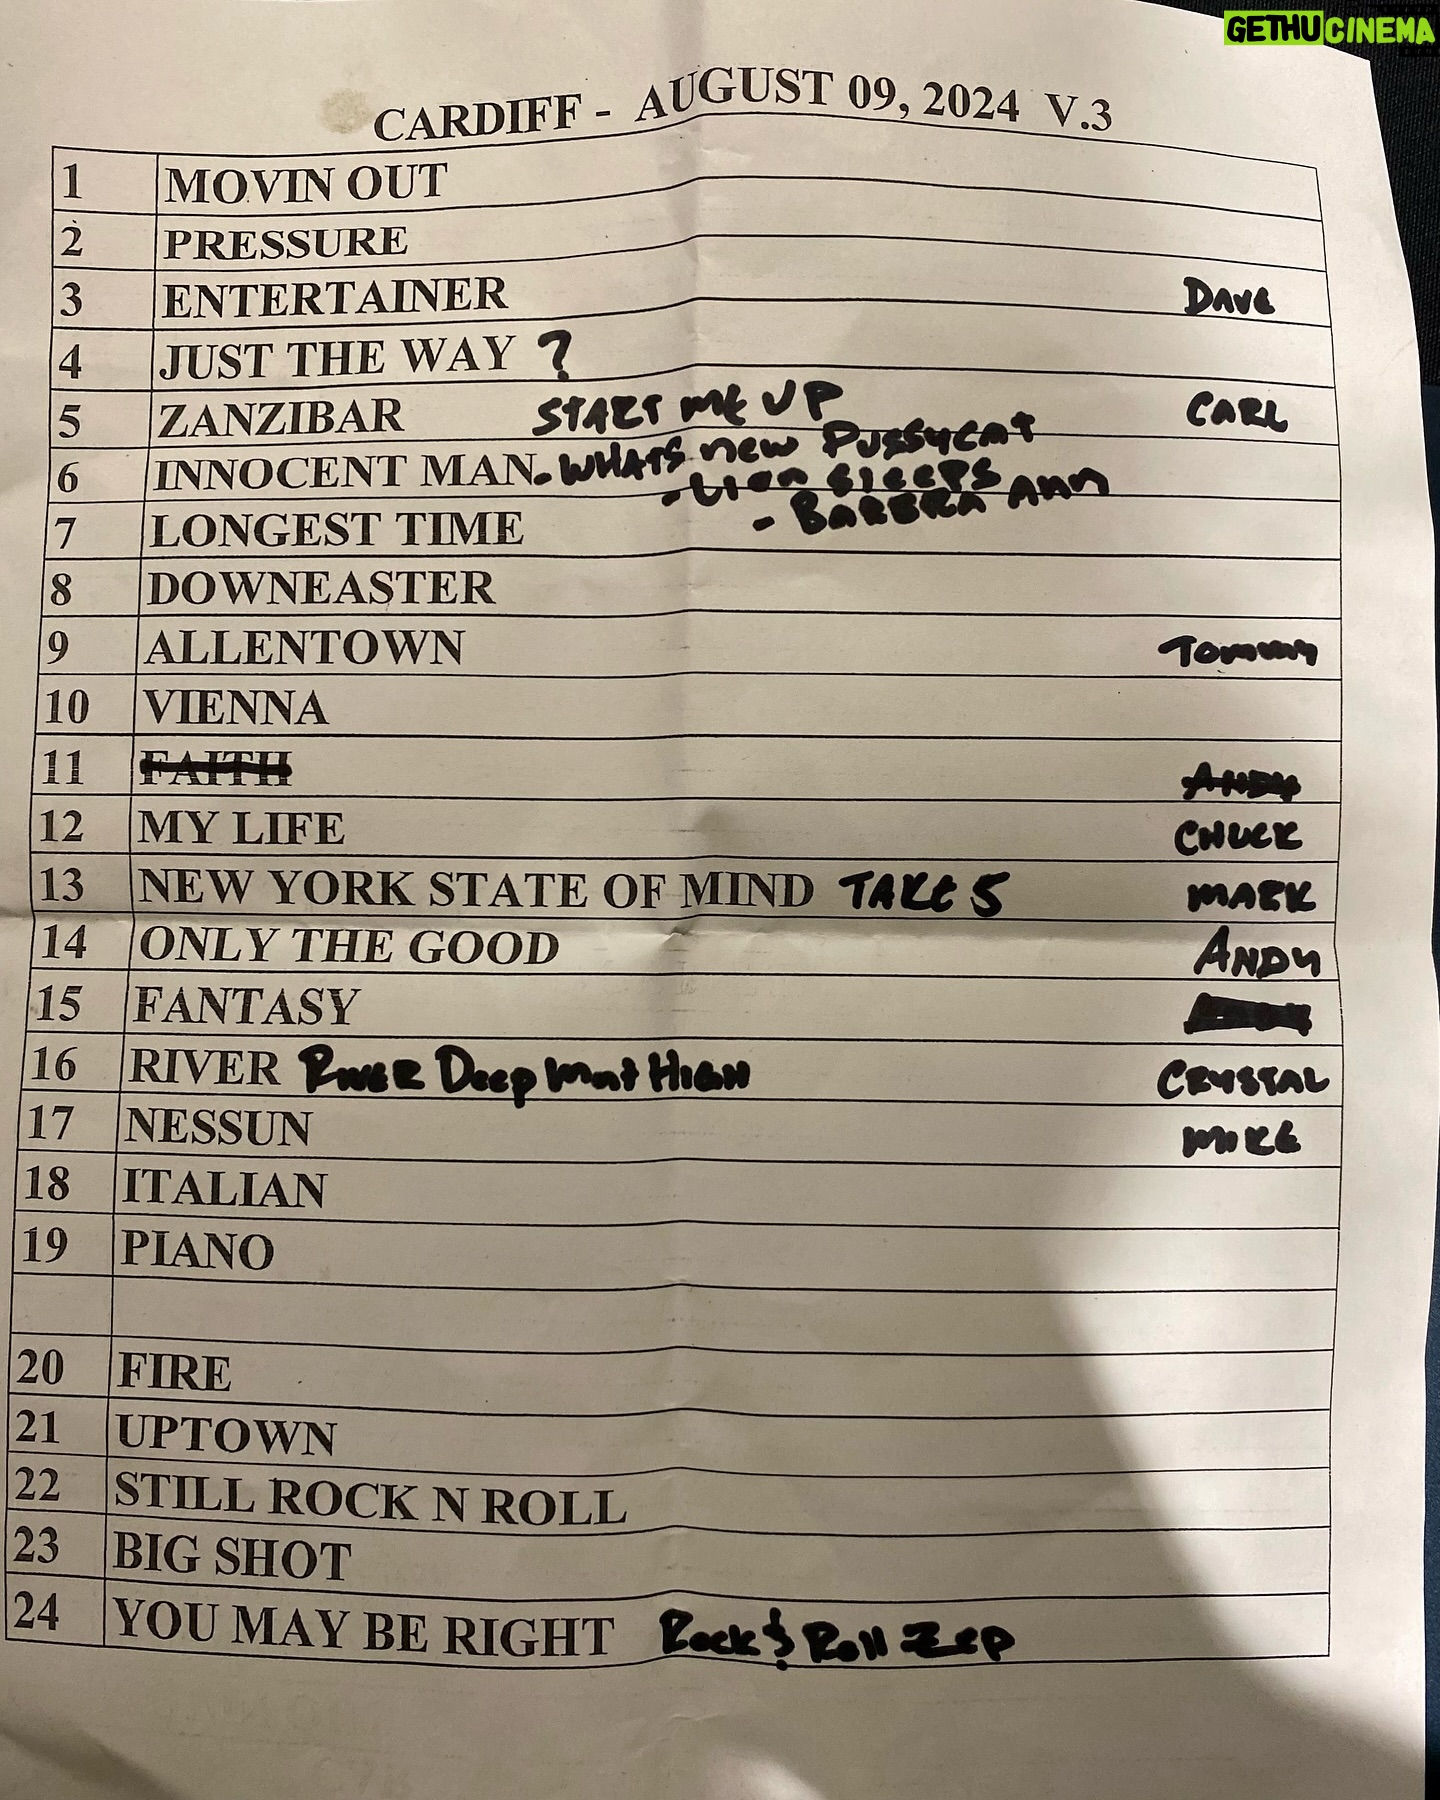 GETHUCINEMA
CARDIFF - AUGUST 09, 2024 V.3
1 MOVIN OUT
2 PRESSURE
3 ENTERTAINER DAVE
4 JUST THE WAY ?
5 ZANZIBAR START ME UP CARL
6 INNOCENT MAN - WHATS new PUSSYCAT
- Lion SLEEPS
- BARBRA Ann
7 LONGEST TIME
8 DOWNEASTER
9 ALLENTOWN Tommy
10 VIENNA
11 FAITH ANDY
12 MY LIFE CHUCK
13 NEW YORK STATE OF MIND TAKE 5 MARK
14 ONLY THE GOOD ANDY
15 FANTASY
16 RIVER RIVER Deep Mnt HIGH CRYSTAL
17 NESSUN MIKE
18 ITALIAN
19 PIANO
20 FIRE
21 UPTOWN
22 STILL ROCK N ROLL
23 BIG SHOT
24 YOU MAY BE RIGHT Rock & Roll ZEP